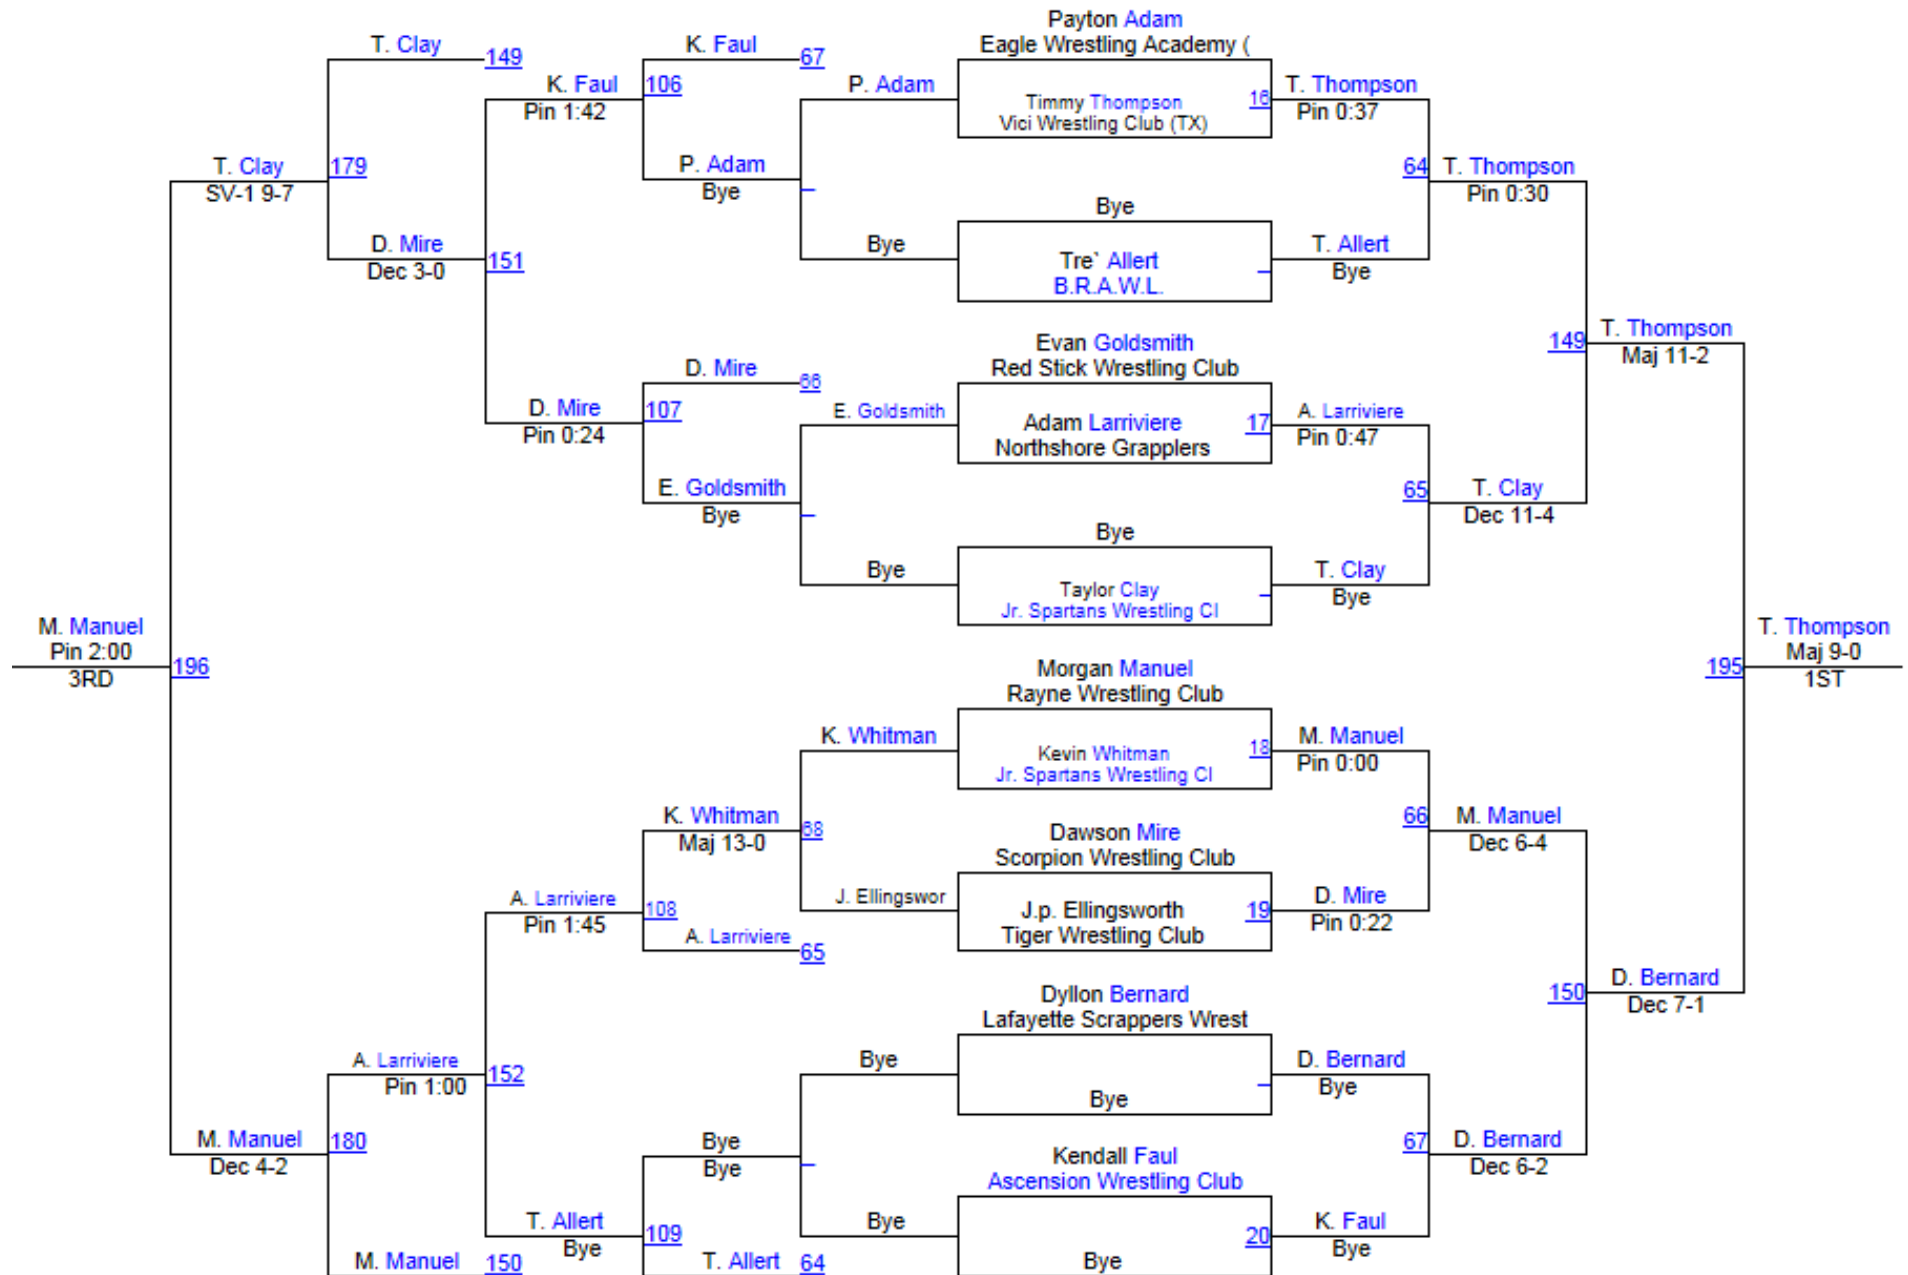 Payton Adam
T. Clay
149
K. Faul
67
Eagle Wrestling Academy (
K. Faul
Pin 1:42
106
P. Adam
Timmy Thompson
Vici Wrestling Club (TX)
16
T. Thompson
Pin 0:37
T. Clay
SV-1 9-7
179
P. Adam
Bye
64
T. Thompson
Pin 0:30
Bye
D. Mire
Dec 3-0
151
Bye
Tre` Allert
B.R.A.W.L.
T. Allert
Bye
Evan Goldsmith
Red Stick Wrestling Club
149
T. Thompson
Maj 11-2
D. Mire
66
D. Mire
Pin 0:24
107
E. Goldsmith
Adam Larriviere
Northshore Grapplers
17
A. Larriviere
Pin 0:47
E. Goldsmith
Bye
65
T. Clay
Dec 11-4
Bye
Bye
Taylor Clay
Jr. Spartans Wrestling Cl
T. Clay
Bye
M. Manuel
Pin 2:00
3RD
196
Morgan Manuel
Rayne Wrestling Club
195
T. Thompson
Maj 9-0
1ST
K. Whitman
Kevin Whitman
Jr. Spartans Wrestling Cl
18
M. Manuel
Pin 0:00
K. Whitman
Maj 13-0
68
Dawson Mire
Scorpion Wrestling Club
66
M. Manuel
Dec 6-4
A. Larriviere
Pin 1:45
108
A. Larriviere
65
J. Ellingswor
J.p. Ellingsworth
Tiger Wrestling Club
19
D. Mire
Pin 0:22
Dyllon Bernard
Lafayette Scrappers Wrest
150
D. Bernard
Dec 7-1
A. Larriviere
Pin 1:00
152
Bye
Bye
D. Bernard
Bye
M. Manuel
Dec 4-2
180
Bye
Bye
Kendall Faul
Ascension Wrestling Club
67
D. Bernard
Dec 6-2
T. Allert
Bye
109
Bye
20
K. Faul
Bye
M. Manuel
150
T. Allert
64
Bye